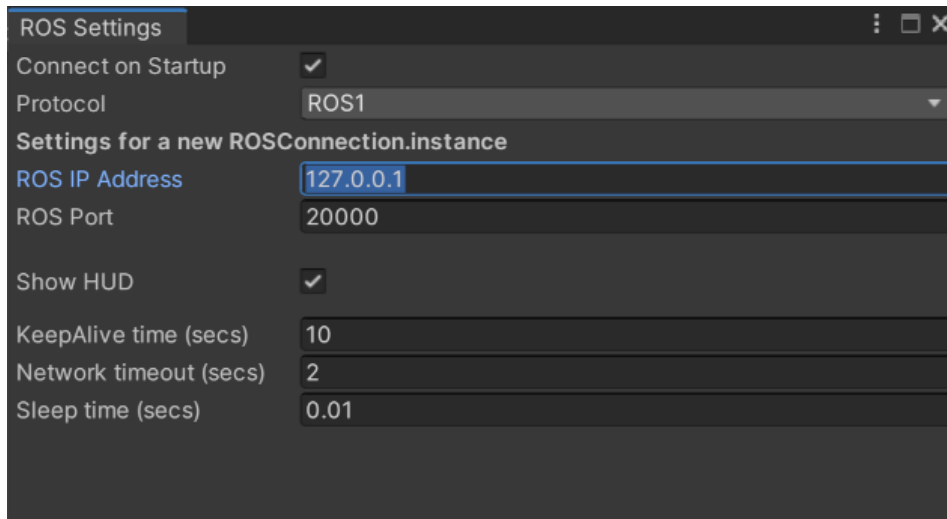 ROS Settings
Connect on Startup
Protocol ROS1
Settings for a new ROSConnection.instance
ROS IP Address 127.0.0.1
ROS Port 20000
Show HUD
KeepAlive time (secs) 10
Network timeout (secs) 2
Sleep time (secs) 0.01